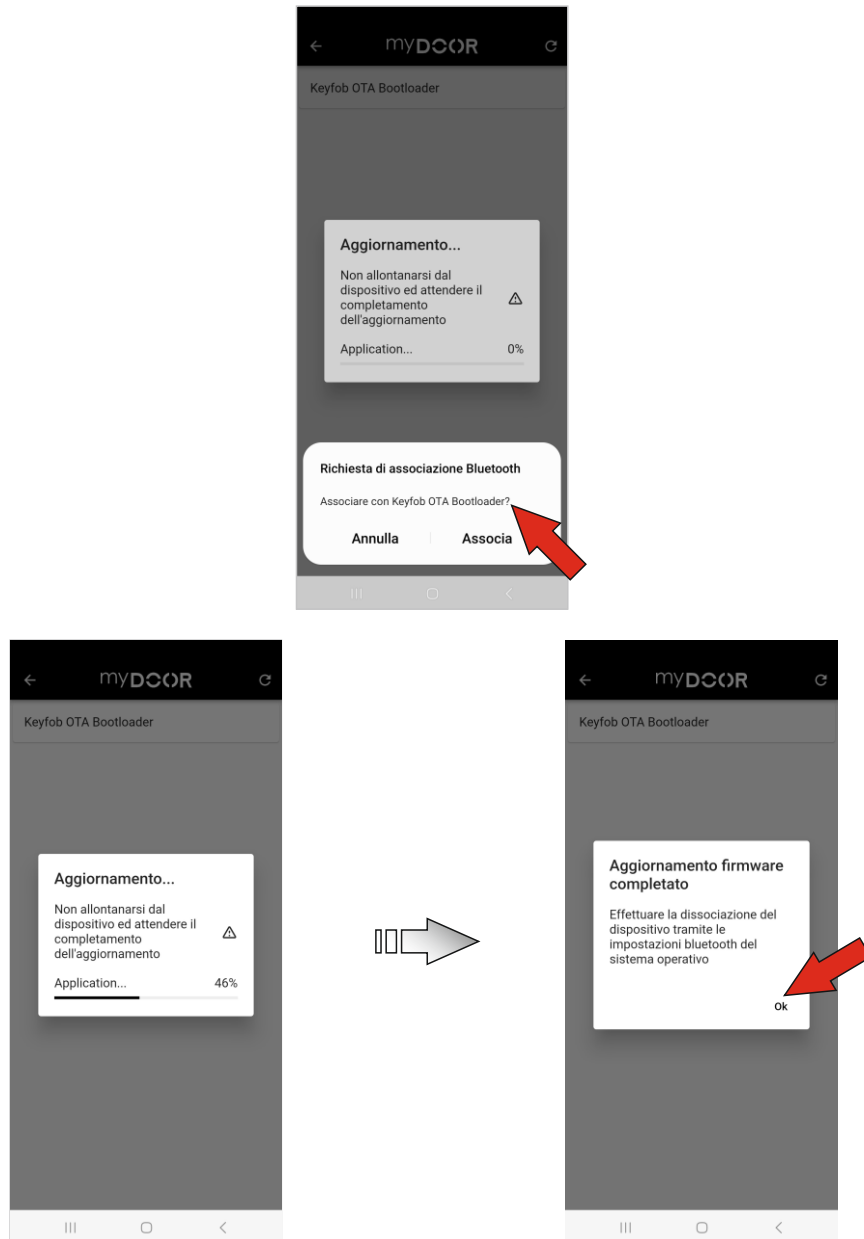 myDOOR
Keyfob OTA Bootloader
Aggiornamento...
Non allontanarsi dal
dispositivo ed attendere il
completamento
dell'aggiornamento
Application... 0%
Richiesta di associazione Bluetooth
Associare con Keyfob OTA Bootloader?
Annulla Associa
myDOOR
Keyfob OTA Bootloader
Aggiornamento...
Non allontanarsi dal
dispositivo ed attendere il
completamento
dell'aggiornamento
Application... 46%
myDOOR
Keyfob OTA Bootloader
Aggiornamento firmware
completato
Effettuare la dissociazione del
dispositivo tramite le
impostazioni bluetooth del
sistema operativo
Ok